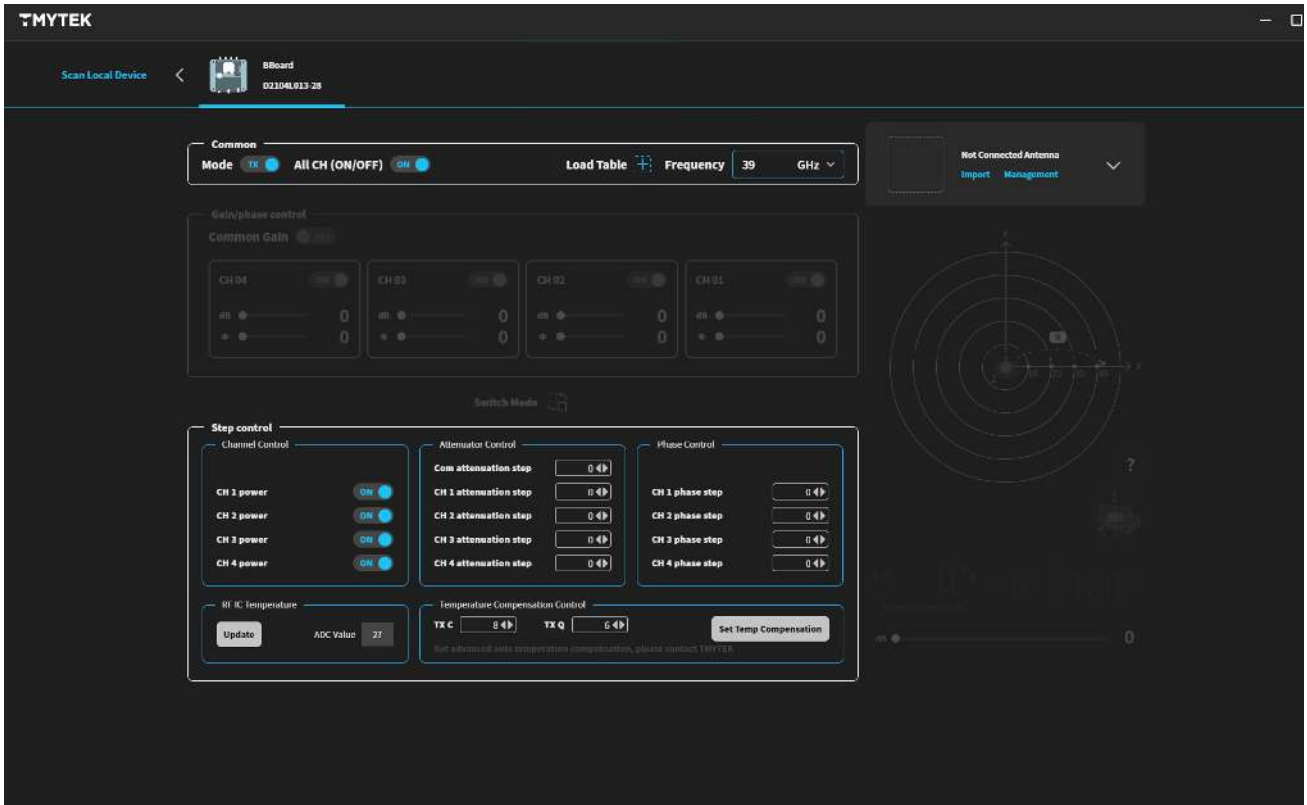 TMYTEK
Scan Local Device
BBoard
D2104L013-28
Common
Mode TX All CH (ON/OFF) ON Load Table Frequency 39 GHz
Not Connected Antenna
Import Management
Gain/phase control
Common Gain
CH 04 CH 03 CH 02 CH 01
dB 0 dB 0 dB 0 dB 0
0 0 0 0
Switch Mode
Step control
Channel Control
CH 1 power ON
CH 2 power ON
CH 3 power ON
CH 4 power ON
Attenuator Control
Com attenuation step 0
CH 1 attenuation step 0
CH 2 attenuation step 0
CH 3 attenuation step 0
CH 4 attenuation step 0
Phase Control
CH 1 phase step 0
CH 2 phase step 0
CH 3 phase step 0
CH 4 phase step 0
?
RF IC Temperature
Update ADC Value 27
Temperature Compensation Control
TX C 8 TX Q 6 Set Temp Compensation
Get advanced auto temperature compensation, please contact TMYTEK
dB 0